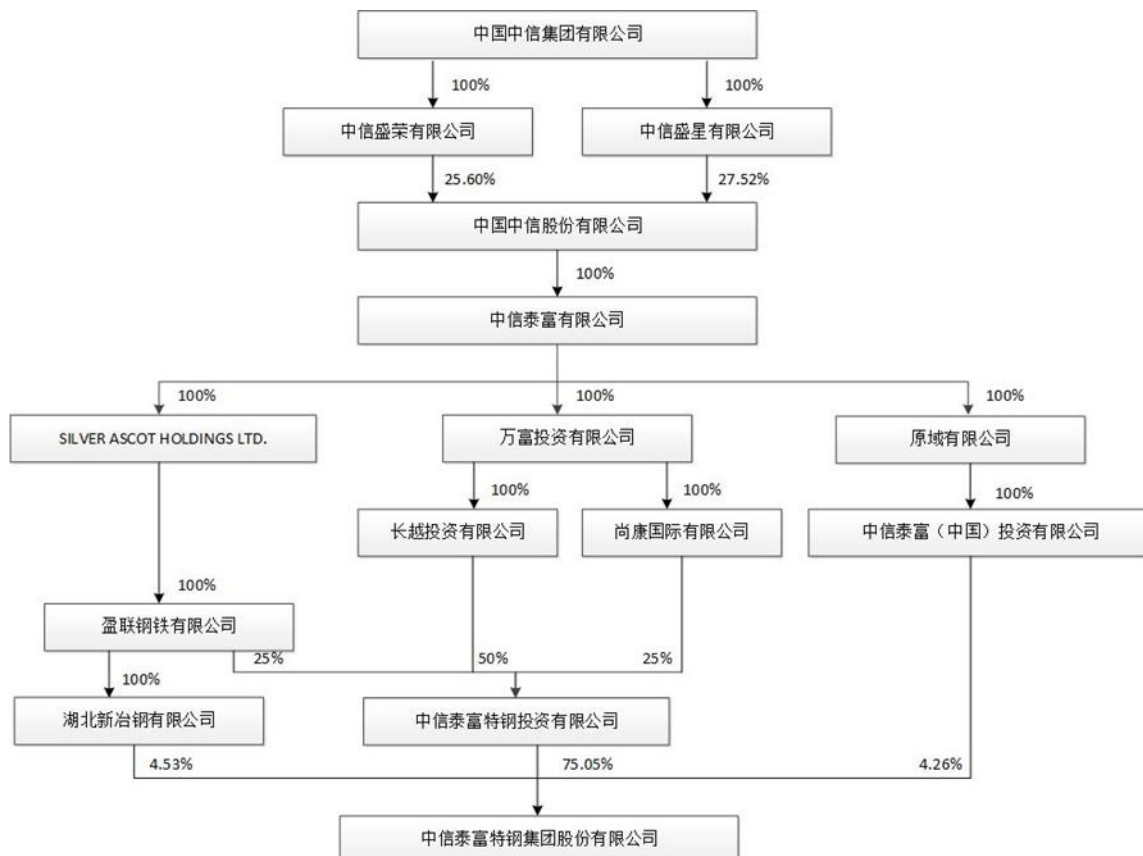 中国中信集团有限公司
100%
100%
中信盛荣有限公司
中信盛星有限公司
25.60%
27.52%
中国中信股份有限公司
100%
中信泰富有限公司
100%
100%
100%
SILVER ASCOT HOLDINGS LTD.
万富投资有限公司
原域有限公司
100%
100%
100%
长越投资有限公司
尚康国际有限公司
中信泰富（中国）投资有限公司
100%
盈联钢铁有限公司
25%
50%
25%
100%
湖北新冶钢有限公司
中信泰富特钢投资有限公司
4.53%
75.05%
4.26%
中信泰富特钢集团股份有限公司